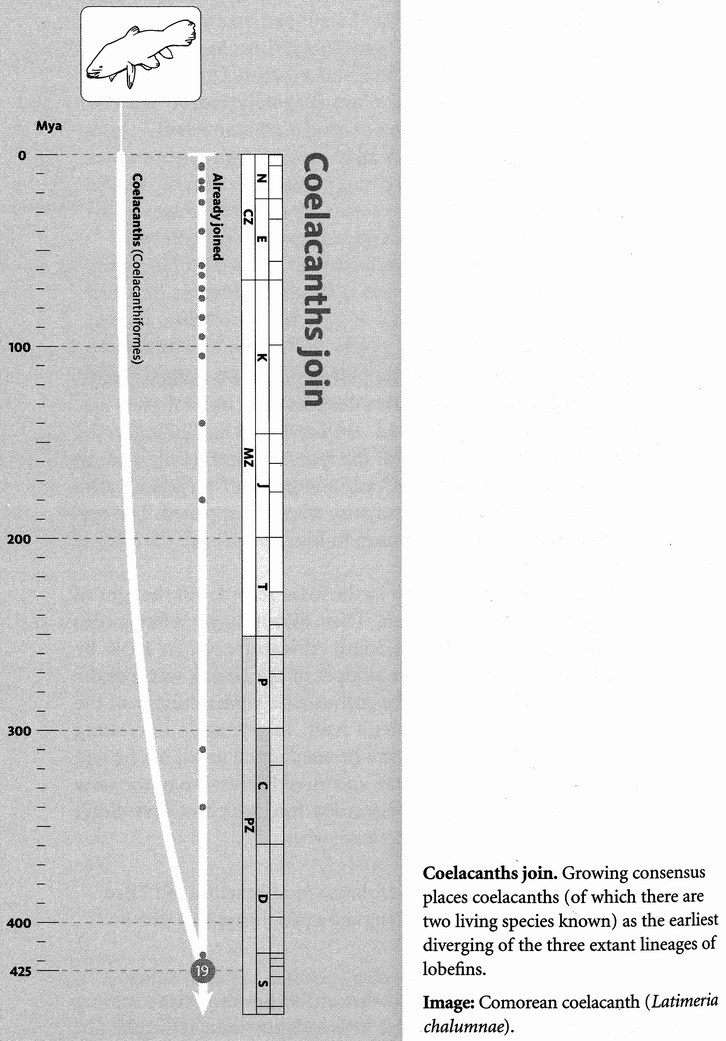 Coelacanths join
Mya
0
100
200
300
400
425
Coelacanths (Coelacanthiformes)
Already joined
19
CZ
MZ
PZ
N
E
K
J
T
P
C
D
S
Coelacanths join. Growing consensus
places coelacanths (of which there are
two living species known) as the earliest
diverging of the three extant lineages of
lobefins.
Image: Comorean coelacanth (Latimeria
chalumnae).